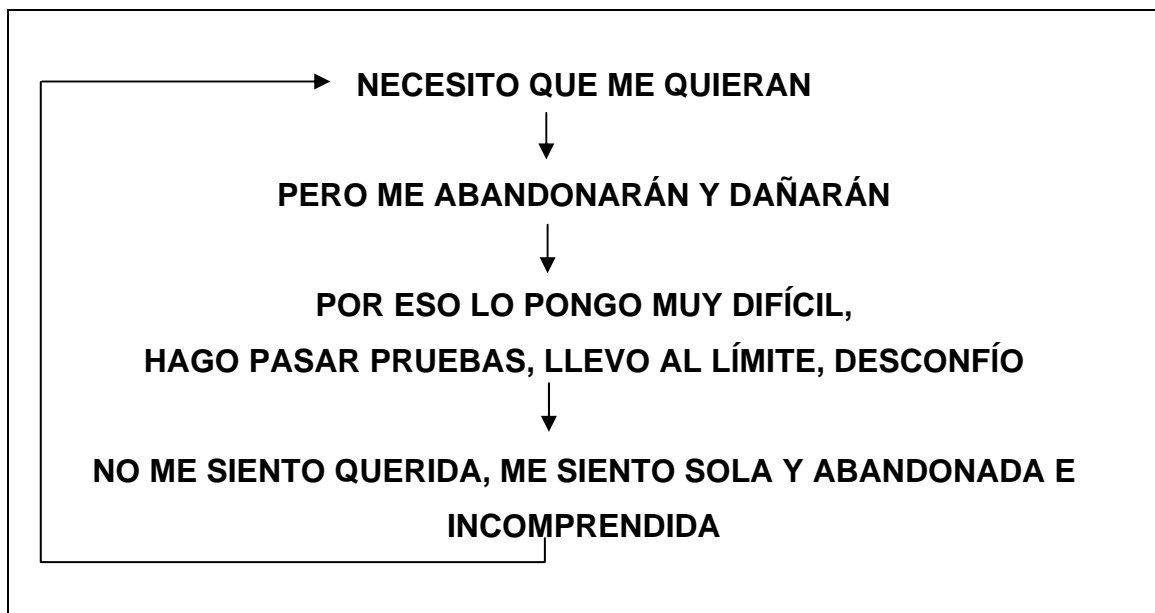 NECESITO QUE ME QUIERAN
PERO ME ABANDONARÁN Y DAÑARÁN
POR ESO LO PONGO MUY DIFÍCIL,
HAGO PASAR PRUEBAS, LLEVO AL LÍMITE, DESCONFÍO
NO ME SIENTO QUERIDA, ME SIENTO SOLA Y ABANDONADA E
INCOMPRENDIDA